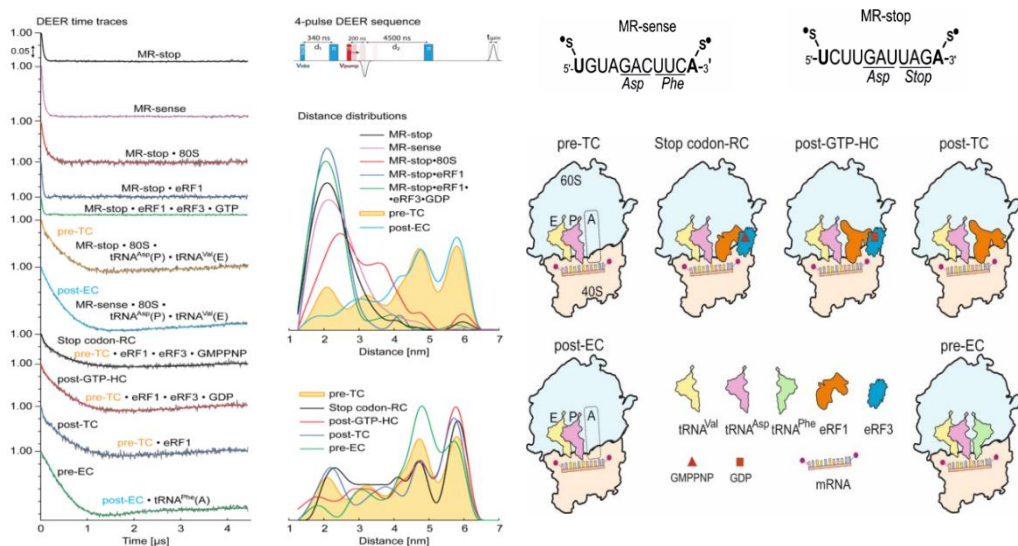 DEER time traces
1.00
0.05
MR-stop
1.00
MR-sense
1.00
MR-stop • 80S
1.00
MR-stop • eRF1
1.00
MR-stop • eRF1 • eRF3 • GTP
1.00
pre-TC
MR-stop • 80S •
tRNAAsp(P) • tRNAVal(E)
1.00
post-EC
MR-sense • 80S •
tRNAAsp(P) • tRNAVal(E)
1.00
Stop codon-RC
pre-TC • eRF1 • eRF3 • GMPPNP
1.00
post-GTP-HC
pre-TC • eRF1 • eRF3 • GDP
1.00
post-TC
pre-TC • eRF1
1.00
pre-EC
post-EC • tRNAPhe(A)
0 2 4
Time [µs]
4-pulse DEER sequence
340 ns
200 ns
4500 ns
d1
d2
Vobs
Vpump
Distance distributions
MR-stop
MR-sense
MR-stop•80S
MR-stop•eRF1
MR-stop•eRF1•
•eRF3•GDP
pre-TC
post-EC
1 2 3 4 5 6 7
Distance [nm]
pre-TC
Stop codon-RC
post-GTP-HC
post-TC
pre-EC
1 2 3 4 5 6 7
Distance [nm]
MR-sense
S S
5'-UGUAGACUUCA-3'
Asp Phe
MR-stop
S S
5'-UCUUGAUUAGA-3'
Asp Stop
pre-TC
Stop codon-RC
post-GTP-HC
post-TC
60S
E P A
40S
post-EC
pre-EC
E P A
tRNAVal
tRNAAsp
tRNAPhe
eRF1
eRF3
GMPPNP
GDP
mRNA